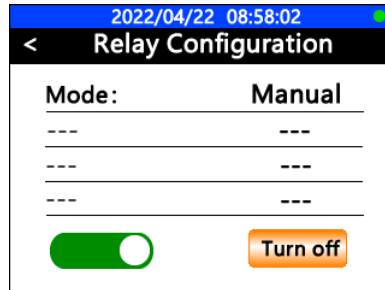 2022/04/22 08:58:02
< Relay Configuration
Mode: Manual
--- ---
--- ---
--- ---
Turn off